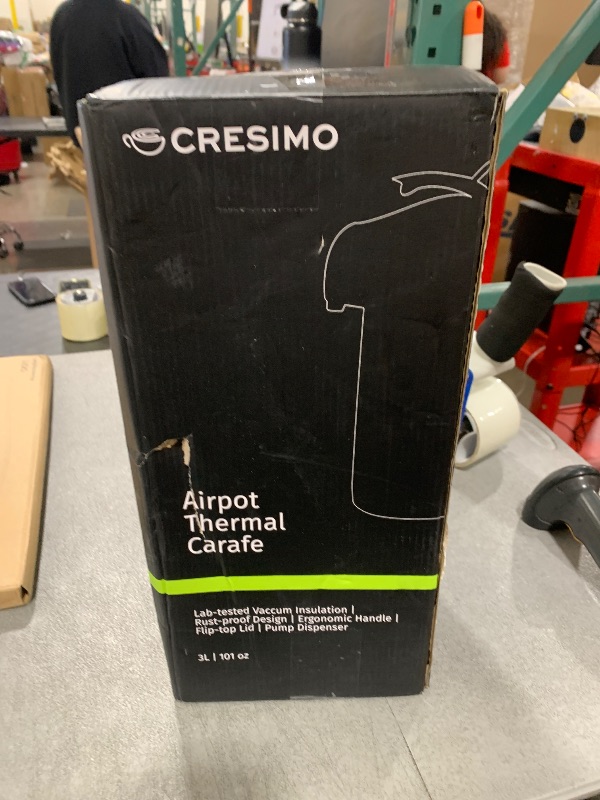 CRESIMO
Airpot
Thermal
Carafe
Lab-tested Vaccum Insulation |
Rust-proof Design | Ergonomic Handle |
Flip-top Lid | Pump Dispenser
3L | 101 oz